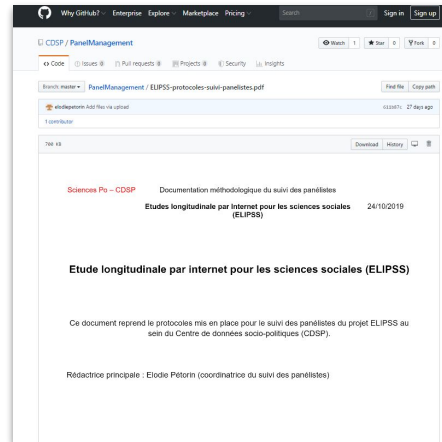 Why GitHub? Enterprise Explore Marketplace Pricing Search / Sign in Sign up
CDSP / PanelManagement Watch 1 Star 0 Fork 0
Code Issues 0 Pull requests 0 Projects 0 Security Insights
Branch: master PanelManagement / ELIPSS-protocoles-suivi-panelistes.pdf Find file Copy path
elodiepetorin Add files via upload 27 days ago
1 contributor
Download History
Sciences Po – CDSP Documentation méthodologique du suivi des panélistes
Etudes longitudinale par Internet pour les sciences sociales 24/10/2019
(ELIPSS)
Etude longitudinale par internet pour les sciences sociales (ELIPSS)
Ce document reprend le protocoles mis en place pour le suivi des panélistes du projet ELIPSS au
sein du Centre de données socio-politiques (CDSP).
Rédactrice principale : Elodie Pétorin (coordinatrice du suivi des panélistes)